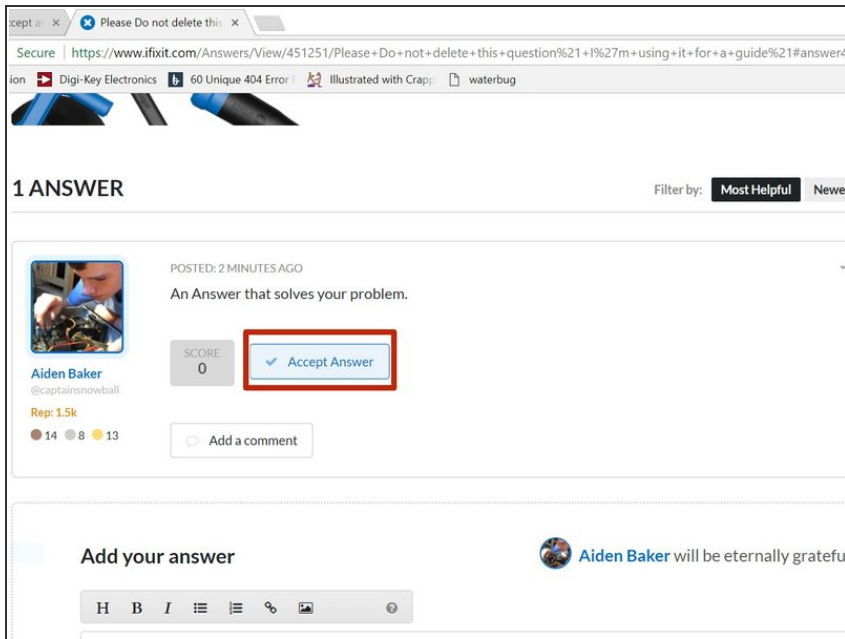 cept a
Please Do not delete this
Secure https://www.ifixit.com/Answers/View/451251/Please+Do+not+delete+this+question%21+I%27m+using+it+for+a+guide%21#answer4
ion Digi-Key Electronics 60 Unique 404 Error Illustrated with Crapp waterbug
1 ANSWER
Filter by: Most Helpful Newe
POSTED: 2 MINUTES AGO
An Answer that solves your problem.
SCORE
0
Accept Answer
Aiden Baker
@captainsnowball
Rep: 1.5k
14 8 13
Add a comment
Add your answer
Aiden Baker will be eternally gratefu
H B I